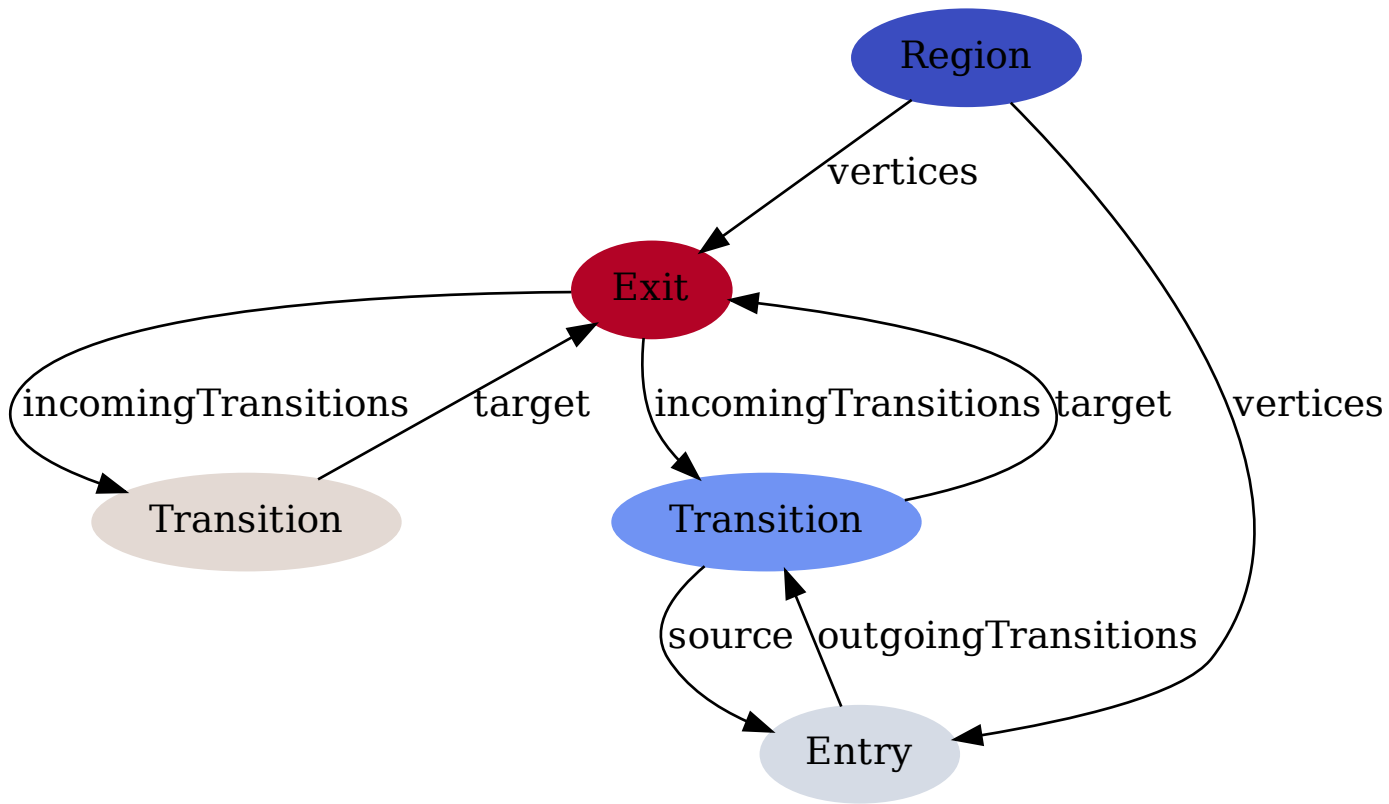 Region
vertices
Exit
incomingTransitions
target
incomingTransitions
target
vertices
Transition
Transition
source
outgoingTransitions
Entry